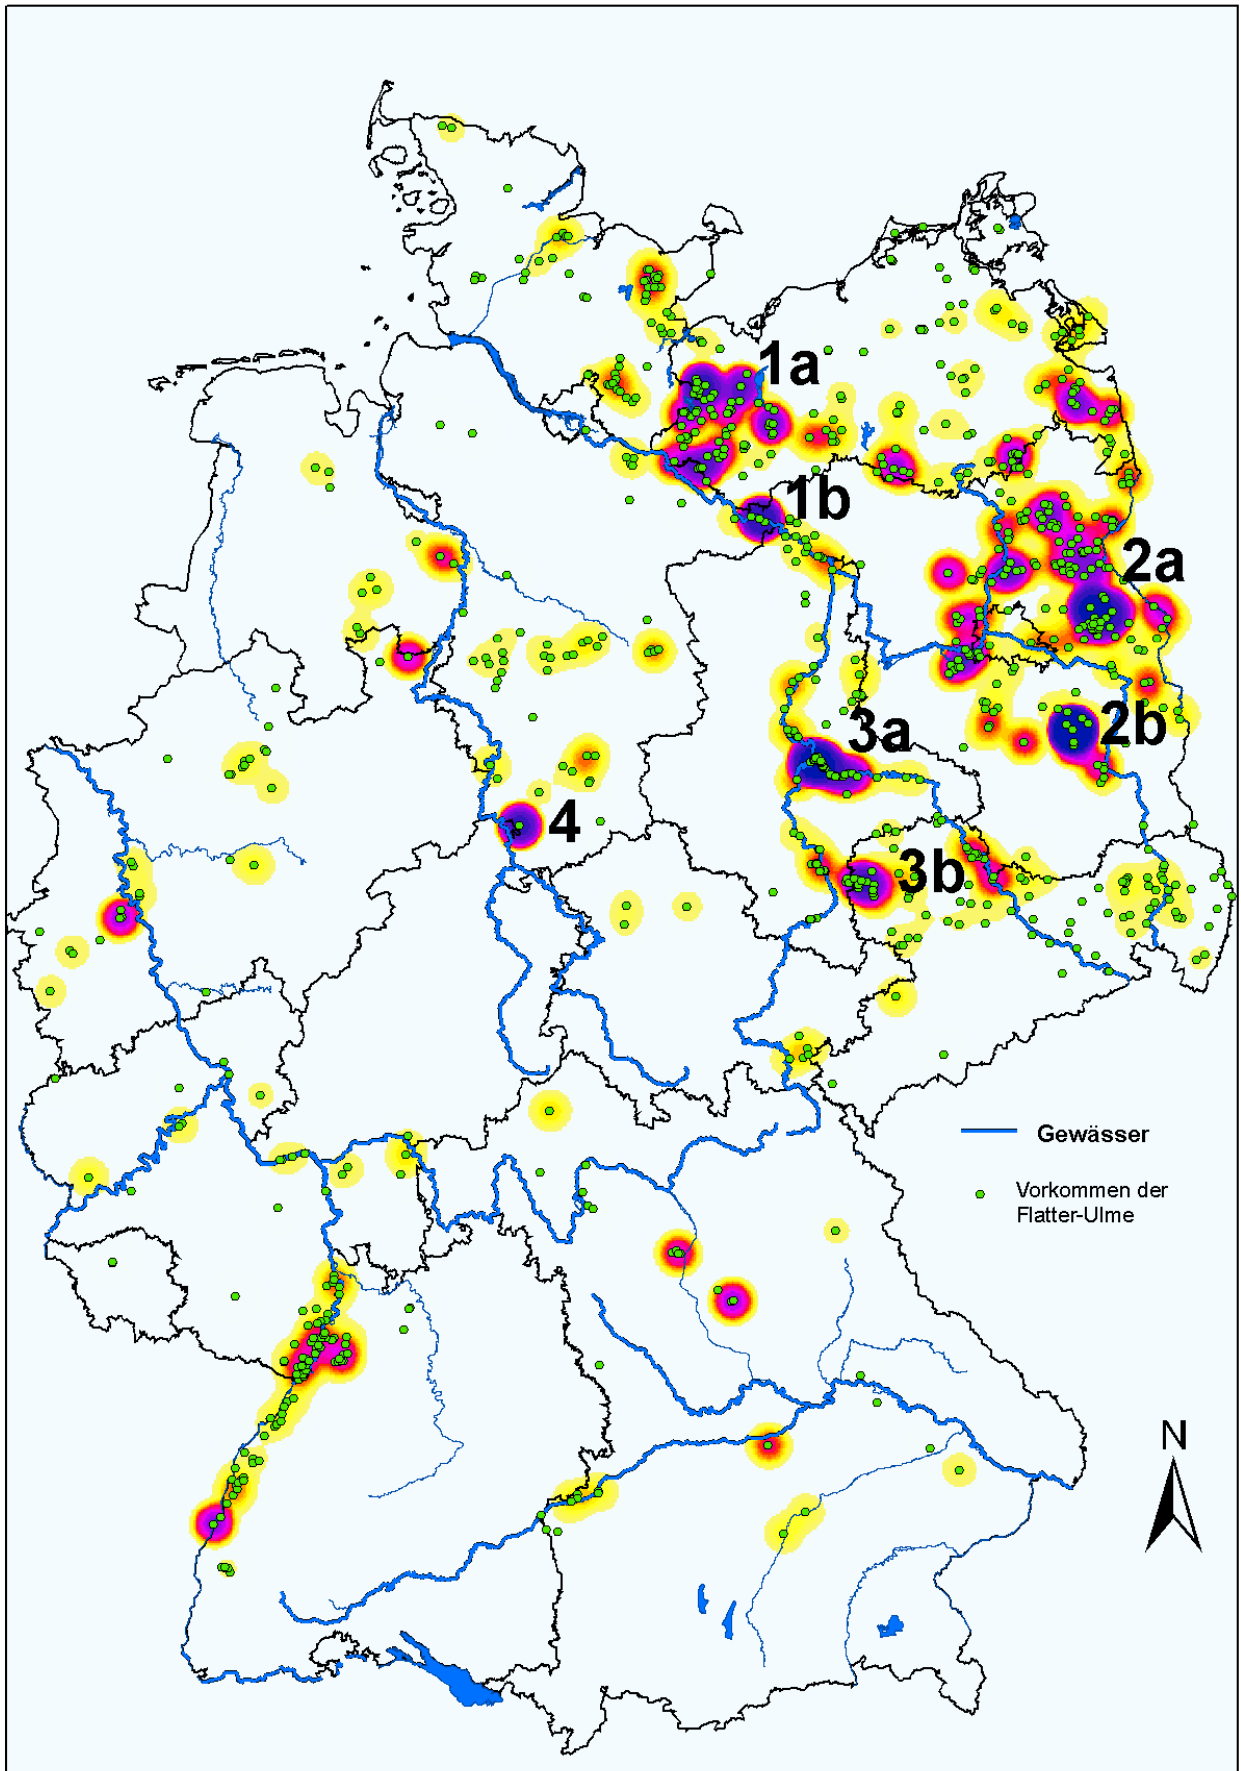 1a
1b
2a
2b
3a
4
3b
Gewässer
Vorkommen der
Flatter-Ulme
N